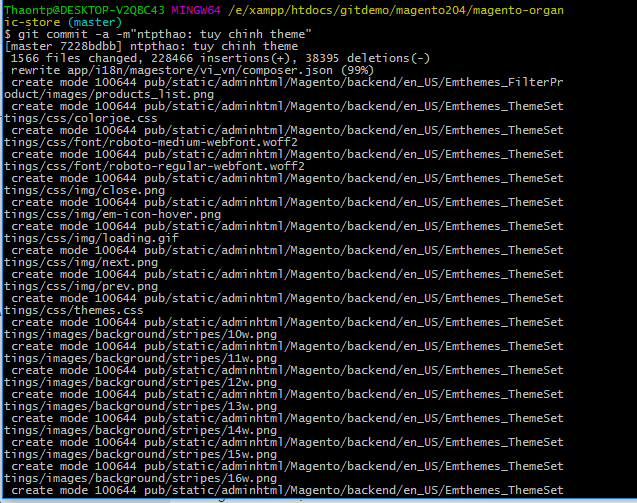 Thaontp@DESKTOP-V2QBC43 MINGW64 /e/xampp/htdocs/gitdemo/magento204/magento-organ
ic-store (master)
$ git commit -a -m"ntpthao: tuy chinh theme"
[master 7228bdbb] ntpthao: tuy chinh theme
 1566 files changed, 228466 insertions(+), 38395 deletions(-)
 rewrite app/i18n/magestore/vi_vn/composer.json (99%)
 create mode 100644 pub/static/adminhtml/Magento/backend/en_US/Emthemes_FilterPr
oduct/images/products_list.png
 create mode 100644 pub/static/adminhtml/Magento/backend/en_US/Emthemes_ThemeSet
tings/css/colorjoe.css
 create mode 100644 pub/static/adminhtml/Magento/backend/en_US/Emthemes_ThemeSet
tings/css/font/roboto-medium-webfont.woff2
 create mode 100644 pub/static/adminhtml/Magento/backend/en_US/Emthemes_ThemeSet
tings/css/font/roboto-regular-webfont.woff2
 create mode 100644 pub/static/adminhtml/Magento/backend/en_US/Emthemes_ThemeSet
tings/css/img/close.png
 create mode 100644 pub/static/adminhtml/Magento/backend/en_US/Emthemes_ThemeSet
tings/css/img/em-icon-hover.png
 create mode 100644 pub/static/adminhtml/Magento/backend/en_US/Emthemes_ThemeSet
tings/css/img/loading.gif
 create mode 100644 pub/static/adminhtml/Magento/backend/en_US/Emthemes_ThemeSet
tings/css/img/next.png
 create mode 100644 pub/static/adminhtml/Magento/backend/en_US/Emthemes_ThemeSet
tings/css/img/prev.png
 create mode 100644 pub/static/adminhtml/Magento/backend/en_US/Emthemes_ThemeSet
tings/css/themes.css
 create mode 100644 pub/static/adminhtml/Magento/backend/en_US/Emthemes_ThemeSet
tings/images/background/stripes/10w.png
 create mode 100644 pub/static/adminhtml/Magento/backend/en_US/Emthemes_ThemeSet
tings/images/background/stripes/11w.png
 create mode 100644 pub/static/adminhtml/Magento/backend/en_US/Emthemes_ThemeSet
tings/images/background/stripes/12w.png
 create mode 100644 pub/static/adminhtml/Magento/backend/en_US/Emthemes_ThemeSet
tings/images/background/stripes/13w.png
 create mode 100644 pub/static/adminhtml/Magento/backend/en_US/Emthemes_ThemeSet
tings/images/background/stripes/14w.png
 create mode 100644 pub/static/adminhtml/Magento/backend/en_US/Emthemes_ThemeSet
tings/images/background/stripes/15w.png
 create mode 100644 pub/static/adminhtml/Magento/backend/en_US/Emthemes_ThemeSet
tings/images/background/stripes/16w.png
 create mode 100644 pub/static/adminhtml/Magento/backend/en_US/Emthemes_ThemeSet